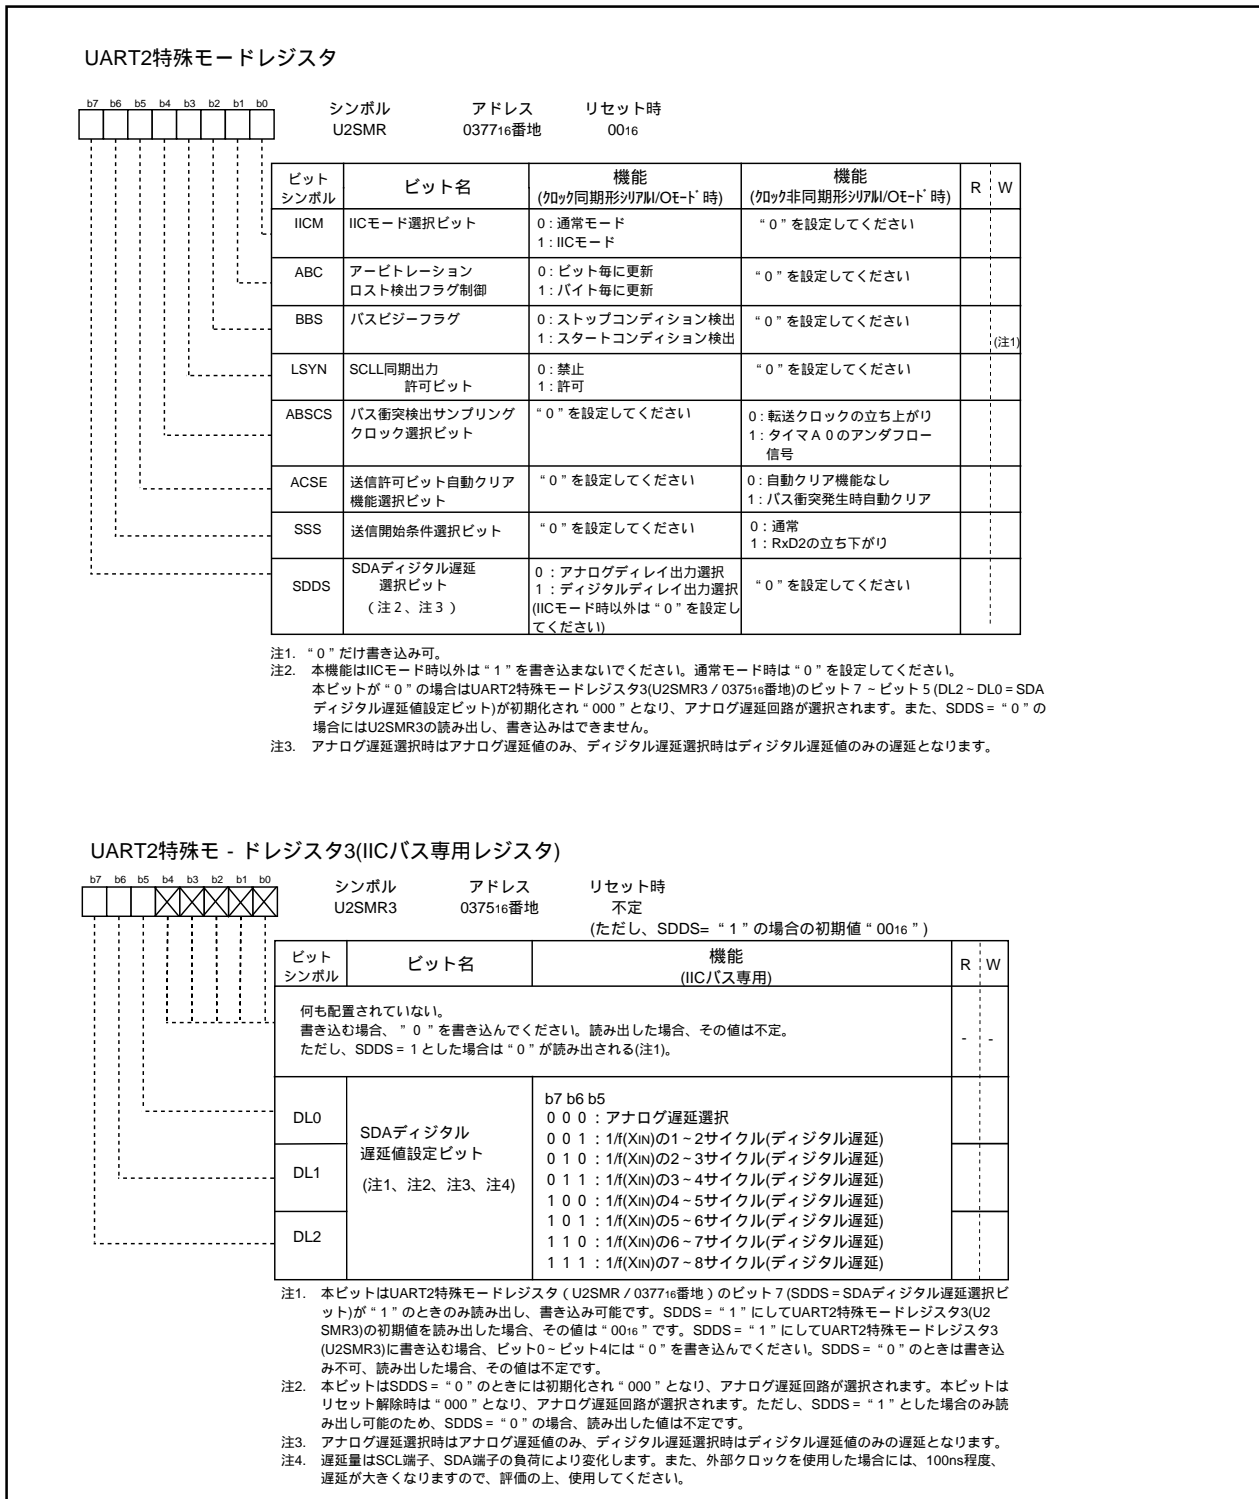 UART2特殊モードレジスタ
b7 b6 b5 b4 b3 b2 b1 b0
シンボル アドレス リセット時
U2SMR 037716番地 0016
ビット シンボル ビット名 機能 (クロック同期形シリアルI/Oモード時) 機能 (クロック非同期形シリアルI/Oモード時) R W
IICM IICモード選択ビット 0 : 通常モード “ 0 ” を設定してください
1 : IICモード
ABC アービトレーション 0 : ビット毎に更新 “ 0 ” を設定してください
ロスト検出フラグ制御 1 : バイト毎に更新
BBS バスビジーフラグ 0 : ストップコンディション検出 “ 0 ” を設定してください
1 : スタートコンディション検出 (注1)
LSYN SCLL同期出力 0 : 禁止 “ 0 ” を設定してください
許可ビット 1 : 許可
ABSCS バス衝突検出サンプリング “ 0 ” を設定してください 0 : 転送クロックの立ち上がり
クロック選択ビット 1 : タイマA 0 のアンダフロー
信号
ACSE 送信許可ビット自動クリア “ 0 ” を設定してください 0 : 自動クリア機能なし
機能選択ビット 1 : バス衝突発生時自動クリア
SSS 送信開始条件選択ビット “ 0 ” を設定してください 0 : 通常
1 : RxD2の立ち下がり
SDDS SDAディジタル遅延 0 : アナログディレイ出力選択 “ 0 ” を設定してください
選択ビット 1 : ディジタルディレイ出力選択
（注２、注３） (IICモード時以外は “ 0 ” を設定し
てください)
注1. “ 0 ” だけ書き込み可。
注2. 本機能はIICモード時以外は “ 1 ” を書き込まないでください。通常モード時は “ 0 ” を設定してください。
本ビットが “ 0 ” の場合はUART2特殊モードレジスタ3(U2SMR3 / 037516番地)のビット７ ~ ビット５(DL2 ~ DL0 = SDA
ディジタル遅延値設定ビット)が初期化され “ 000 ” となり、アナログ遅延回路が選択されます。また、SDDS = “ 0 ” の
場合にはU2SMR3の読み出し、書き込みはできません。
注3. アナログ遅延選択時はアナログ遅延値のみ、ディジタル遅延選択時はディジタル遅延値のみの遅延となります。
UART2特殊モ - ドレジスタ3(IICバス専用レジスタ)
b7 b6 b5 b4 b3 b2 b1 b0
シンボル アドレス リセット時
U2SMR3 037516番地 不定
(ただし、SDDS= “ 1 ” の場合の初期値 “ 0016 ” )
ビット シンボル ビット名 機能 (IICバス専用) R W
何も配置されていない。
書き込む場合、 ” 0 ” を書き込んでください。読み出した場合、その値は不定。 - -
ただし、SDDS = 1 とした場合は “ 0 ” が読み出される(注1)。
DL0
DL1
DL2
SDAディジタル
遅延値設定ビット
(注1、注2、注3、注4)
b7 b6 b5
0 0 0 : アナログ遅延選択
0 0 1 : 1/f(XIN)の1 ~ 2サイクル(ディジタル遅延)
0 1 0 : 1/f(XIN)の2 ~ 3サイクル(ディジタル遅延)
0 1 1 : 1/f(XIN)の3 ~ 4サイクル(ディジタル遅延)
1 0 0 : 1/f(XIN)の4 ~ 5サイクル(ディジタル遅延)
1 0 1 : 1/f(XIN)の5 ~ 6サイクル(ディジタル遅延)
1 1 0 : 1/f(XIN)の6 ~ 7サイクル(ディジタル遅延)
1 1 1 : 1/f(XIN)の7 ~ 8サイクル(ディジタル遅延)
注1. 本ビットはUART2特殊モードレジスタ（ U2SMR / 037716番地 ）のビット７(SDDS = SDAディジタル遅延選択ビ
ット)が “ 1 ” のときのみ読み出し、書き込み可能です。SDDS = “ 1 ” にしてUART2特殊モードレジスタ3(U2
SMR3)の初期値を読み出した場合、その値は “ 0016 ” です。SDDS = “ 1 ” にしてUART2特殊モードレジスタ3
(U2SMR3)に書き込む場合、ビット0 ~ ビット4には “ 0 ” を書き込んでください。SDDS = “ 0 ” のときは書き込
み不可、読み出した場合、その値は不定です。
注2. 本ビットはSDDS = “ 0 ” のときには初期化され “ 000 ” となり、アナログ遅延回路が選択されます。本ビットは
リセット解除時は “ 000 ” となり、アナログ遅延回路が選択されます。ただし、SDDS = “ 1 ” とした場合のみ読
み出し可能のため、SDDS = “ 0 ” の場合、読み出した値は不定です。
注3. アナログ遅延選択時はアナログ遅延値のみ、ディジタル遅延選択時はディジタル遅延値のみの遅延となります。
注4. 遅延量はSCL端子、SDA端子の負荷により変化します。また、外部クロックを使用した場合には、100ns程度、
遅延が大きくなりますので、評価の上、使用してください。